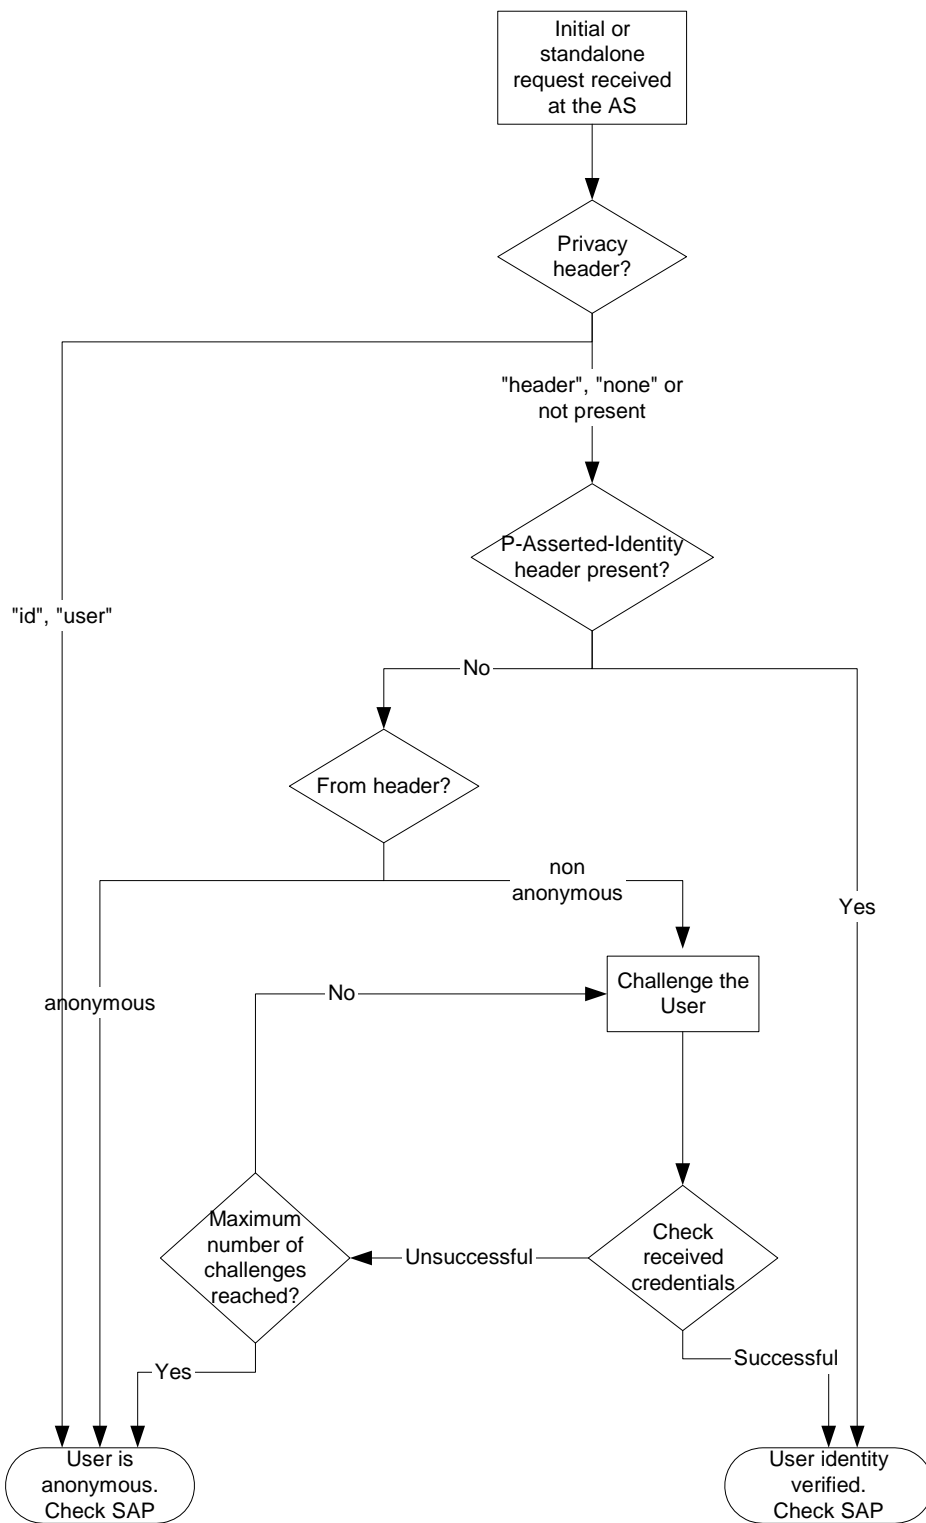 Initial or
standalone
request received
at the AS
Privacy
header?
"header", "none" or
not present
P-Asserted-Identity
header present?
"id", "user"
No
From header?
non
anonymous
Yes
anonymous
No
Challenge the
User
Maximum
number of
challenges
reached?
Unsuccessful
Check
received
credentials
Yes
Successful
User is
anonymous.
Check SAP
User identity
verified.
Check SAP